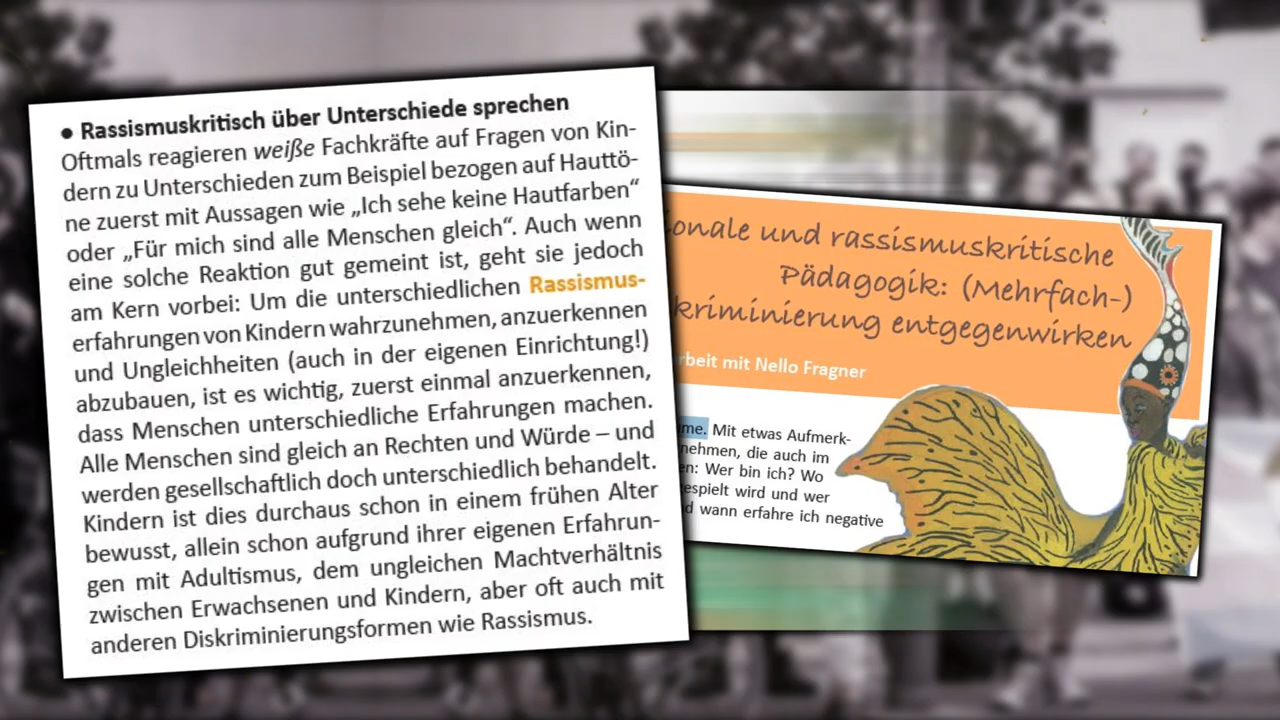 ● Rassismuskritisch über Unterschiede sprechen
Oftmals reagieren weiße Fachkräfte auf Fragen von Kin-
dern zu Unterschieden zum Beispiel bezogen auf Hauttö-
ne zuerst mit Aussagen wie „Ich sehe keine Hautfarben“
oder „Für mich sind alle Menschen gleich“. Auch wenn
eine solche Reaktion gut gemeint ist, geht sie jedoch
am Kern vorbei: Um die unterschiedlichen Rassismus-
erfahrungen von Kindern wahrzunehmen, anzuerkennen
und Ungleichheiten (auch in der eigenen Einrichtung!)
abzubauen, ist es wichtig, zuerst einmal anzuerkennen,
dass Menschen unterschiedliche Erfahrungen machen.
Alle Menschen sind gleich an Rechten und Würde – und
werden gesellschaftlich doch unterschiedlich behandelt.
Kindern ist dies durchaus schon in einem frühen Alter
bewusst, allein schon aufgrund ihrer eigenen Erfahrun-
gen mit Adultismus, dem ungleichen Machtverhältnis
zwischen Erwachsenen und Kindern, aber oft auch mit
anderen Diskriminierungsformen wie Rassismus.
ionale und rassismuskritische
Pädagogik: (Mehrfach-)
kriminierung entgegenwirken
rbeit mit Nello Fragner
me. Mit etwas Aufmerk-
nehmen, die auch im
en: Wer bin ich? Wo
gespielt wird und wer
d wann erfahre ich negative